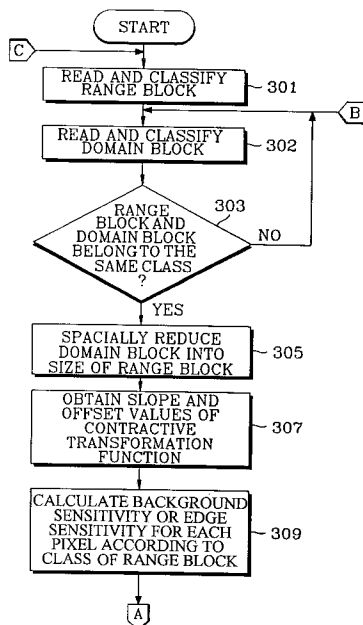 START
C
READ AND CLASSIFY
RANGE BLOCK
301
B
READ AND CLASSIFY
DOMAIN BLOCK
302
303
RANGE
BLOCK AND
DOMAIN BLOCK
BELONG TO THE
SAME CLASS
?
NO
YES
SPACIALLY REDUCE
DOMAIN BLOCK INTO
SIZE OF RANGE BLOCK
305
OBTAIN SLOPE AND
OFFSET VALUES OF
CONTRACTIVE
TRANSFORMATION
FUNCTION
307
CALCULATE BACKGROUND
SENSITIVITY OR EDGE
SENSITIVITY FOR EACH
PIXEL ACCORDING TO
CLASS OF RANGE BLOCK
309
A